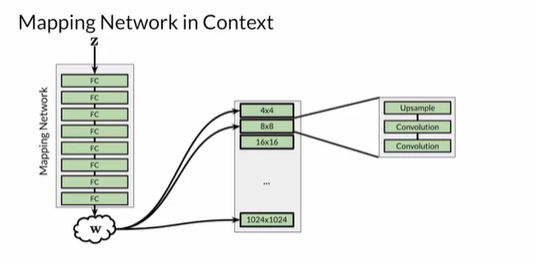 Mapping Network in Context
Z
Mapping Network
FC
FC
FC
FC
FC
FC
FC
FC
W
4x4
8x8
16x16
...
1024x1024
Upsample
Convolution
Convolution